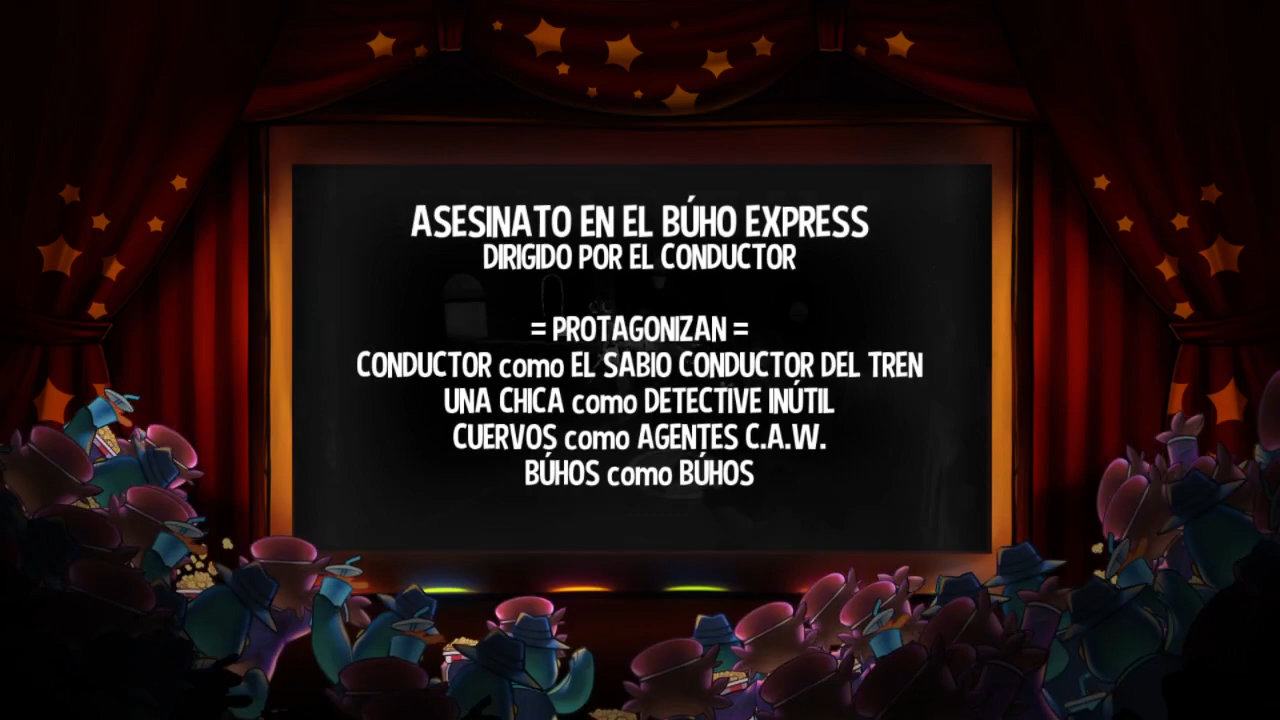 ASESINATO EN EL BÚHO EXPRESS
DIRIGIDO POR EL CONDUCTOR
= PROTAGONIZAN =
CONDUCTOR como EL SABIO CONDUCTOR DEL TREN
UNA CHICA como DETECTIVE INÚTIL
CUERVOS como AGENTES C.A.W.
BÚHOS como BÚHOS